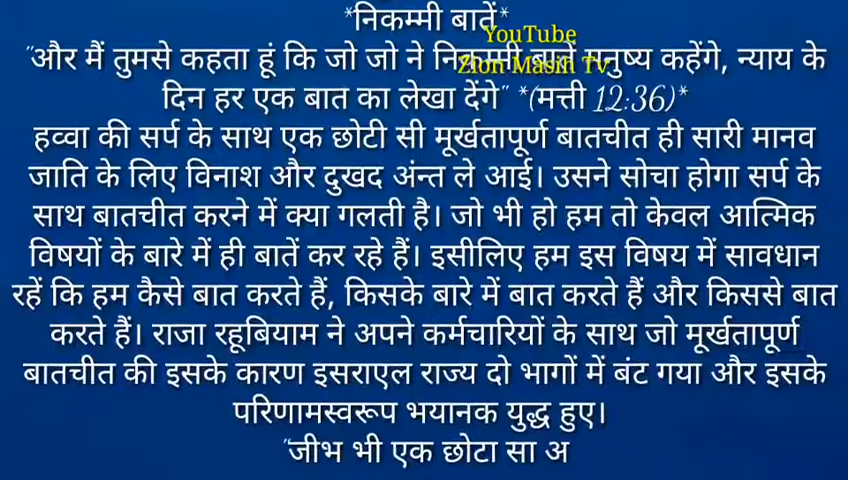 *निकम्मी बातें*
YouTube
Zion Masih Tv
"और मैं तुमसे कहता हूं कि जो जो ने निकम्मी बातें मनुष्य कहेंगे, न्याय के
दिन हर एक बात का लेखा देंगे" *(मत्ती 12:36)*
हव्वा की सर्प के साथ एक छोटी सी मूर्खतापूर्ण बातचीत ही सारी मानव
जाति के लिए विनाश और दुखद अंन्त ले आई। उसने सोचा होगा सर्प के
साथ बातचीत करने में क्या गलती है। जो भी हो हम तो केवल आत्मिक
विषयों के बारे में ही बातें कर रहे हैं। इसीलिए हम इस विषय में सावधान
रहें कि हम कैसे बात करते हैं, किसके बारे में बात करते हैं और किससे बात
करते हैं। राजा रहूबियाम ने अपने कर्मचारियों के साथ जो मूर्खतापूर्ण
बातचीत की इसके कारण इसराएल राज्य दो भागों में बंट गया और इसके
परिणामस्वरूप भयानक युद्ध हुए।
"जीभ भी एक छोटा सा अ